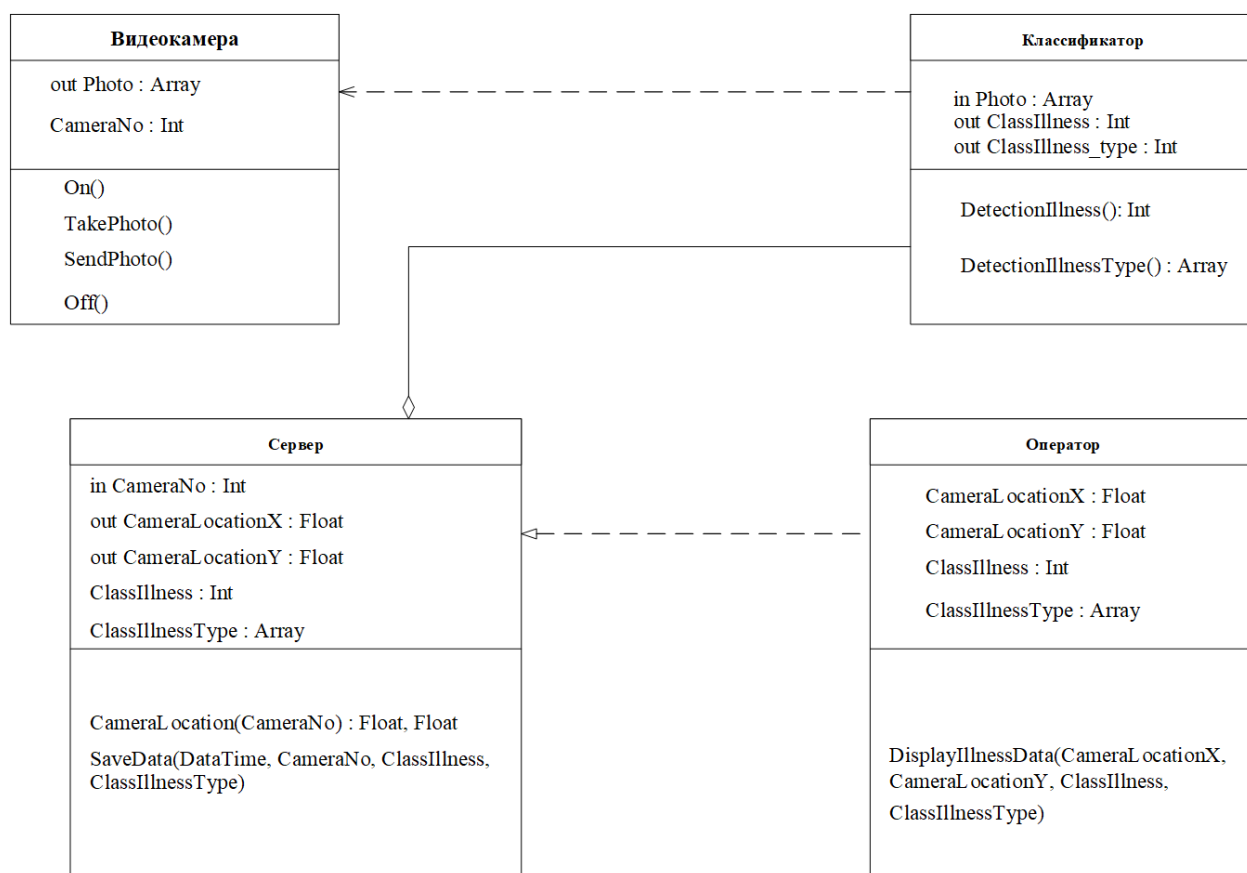 Видеокамера
out Photo : Array
CameraNo : Int
On()
TakePhoto()
SendPhoto()
Off()
Классификатор
in Photo : Array
out ClassIllness : Int
out ClassIllness_type : Int
DetectionIllness(): Int
DetectionIllnessType() : Array
Сервер
in CameraNo : Int
out CameraLocationX : Float
out CameraLocationY : Float
ClassIllness : Int
ClassIllnessType : Array
CameraLocation(CameraNo) : Float, Float
SaveData(DataTime, CameraNo, ClassIllness,
ClassIllnessType)
Оператор
CameraLocationX : Float
CameraLocationY : Float
ClassIllness : Int
ClassIllnessType : Array
DisplayIllnessData(CameraLocationX,
CameraLocationY, ClassIllness,
ClassIllnessType)